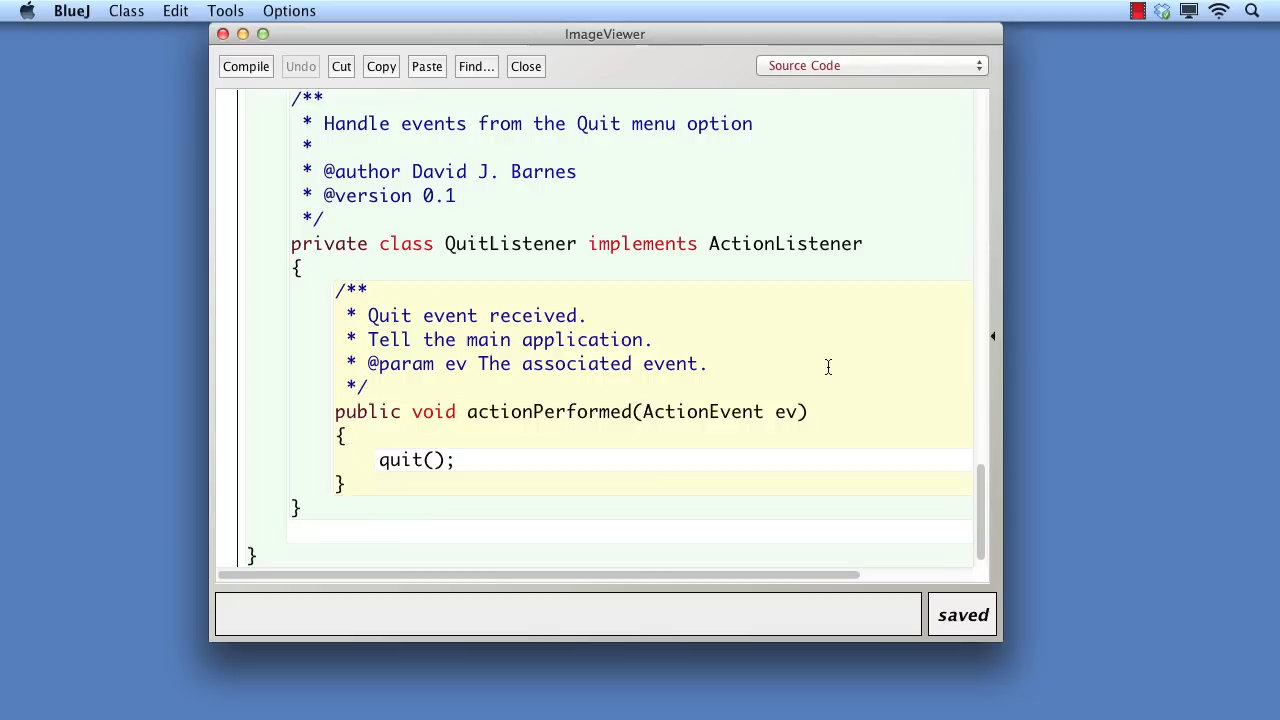 BlueJ Class Edit Tools Options
ImageViewer
Compile Undo Cut Copy Paste Find... Close Source Code
/**
* Handle events from the Quit menu option
*
* @author David J. Barnes
* @version 0.1
*/
private class QuitListener implements ActionListener
{
/**
* Quit event received.
* Tell the main application.
* @param ev The associated event.
*/
public void actionPerformed(ActionEvent ev)
{
quit();
}
}
}
saved